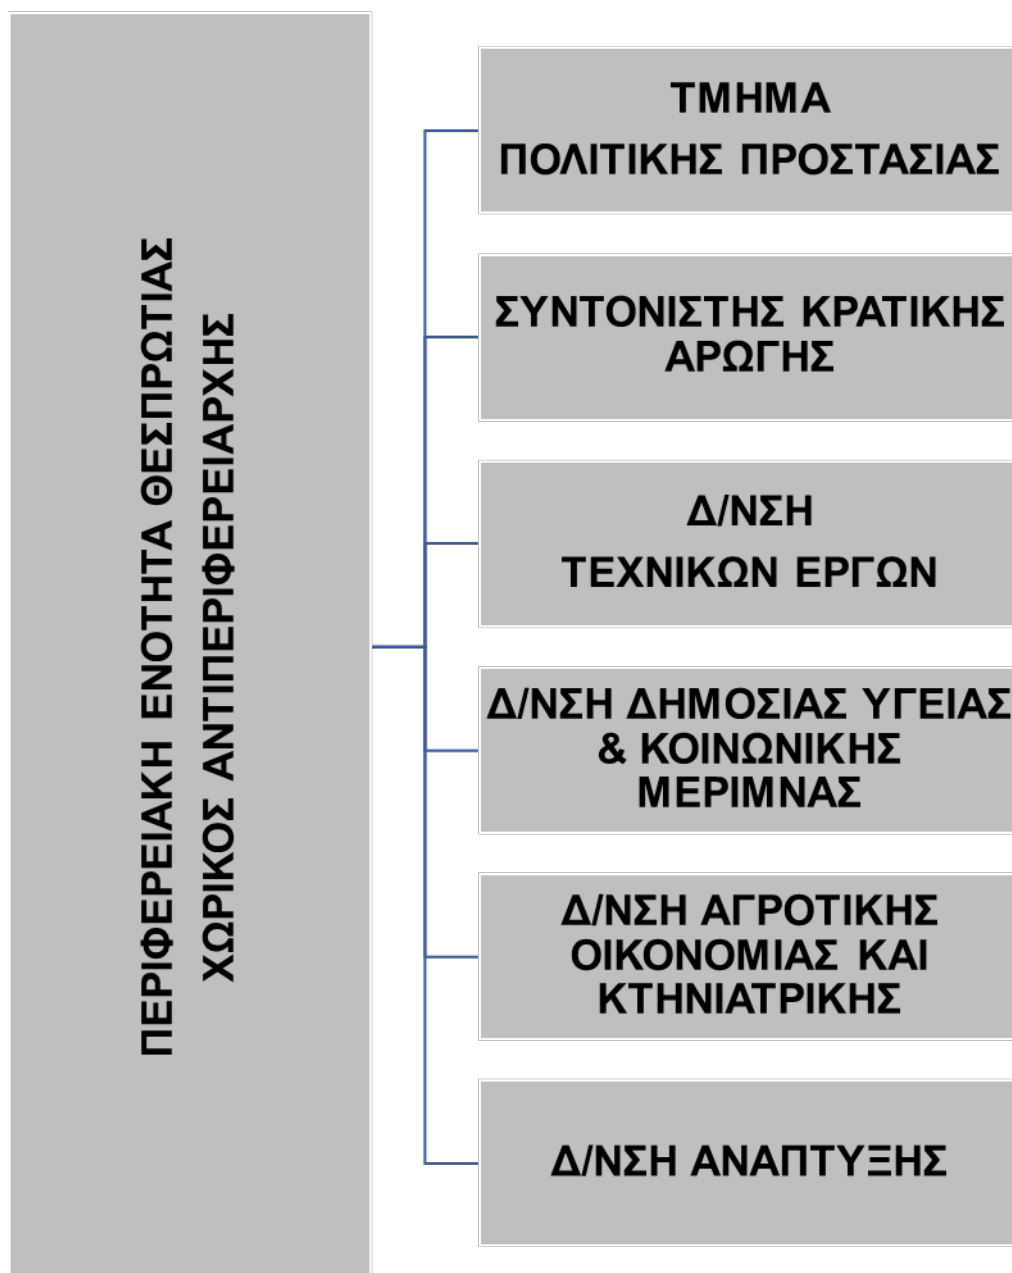 ΠΕΡΙΦΕΡΕΙΑΚΗ ΕΝΟΤΗΤΑ ΘΕΣΠΡΩΤΙΑΣ
ΧΩΡΙΚΟΣ ΑΝΤΙΠΕΡΙΦΕΡΕΙΑΡΧΗΣ
ΤΜΗΜΑ
ΠΟΛΙΤΙΚΗΣ ΠΡΟΣΤΑΣΙΑΣ
ΣΥΝΤΟΝΙΣΤΗΣ ΚΡΑΤΙΚΗΣ
ΑΡΩΓΗΣ
Δ/ΝΣΗ
ΤΕΧΝΙΚΩΝ ΕΡΓΩΝ
Δ/ΝΣΗ ΔΗΜΟΣΙΑΣ ΥΓΕΙΑΣ
& ΚΟΙΝΩΝΙΚΗΣ
ΜΕΡΙΜΝΑΣ
Δ/ΝΣΗ ΑΓΡΟΤΙΚΗΣ
ΟΙΚΟΝΟΜΙΑΣ ΚΑΙ
ΚΤΗΝΙΑΤΡΙΚΗΣ
Δ/ΝΣΗ ΑΝΑΠΤΥΞΗΣ